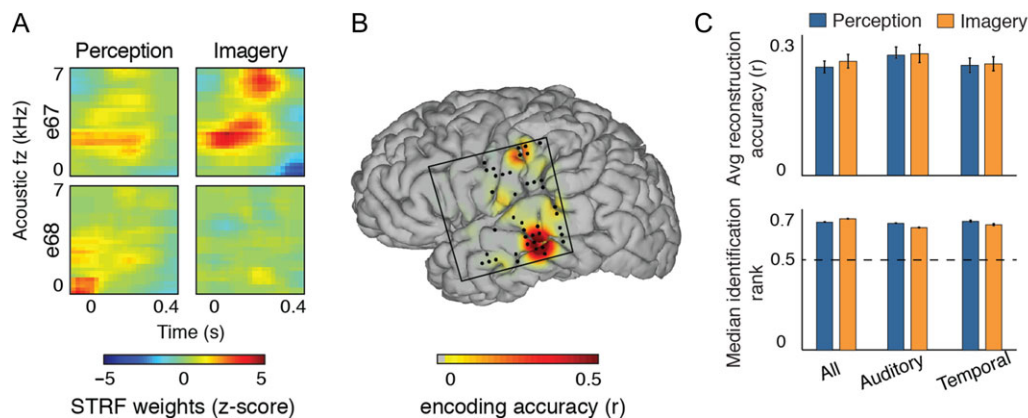 A
Perception Imagery
Acoustic fz (kHz)
e67
7
0
e68
7
0
0 0.4 0 0.4
Time (s)
−5 0 5
STRF weights (z-score)
B
0 0.5
encoding accuracy (r)
C
Perception Imagery
Avg reconstruction
accuracy (r)
0.3
0
Median identification
rank
0.7
0.5
0
All Auditory Temporal